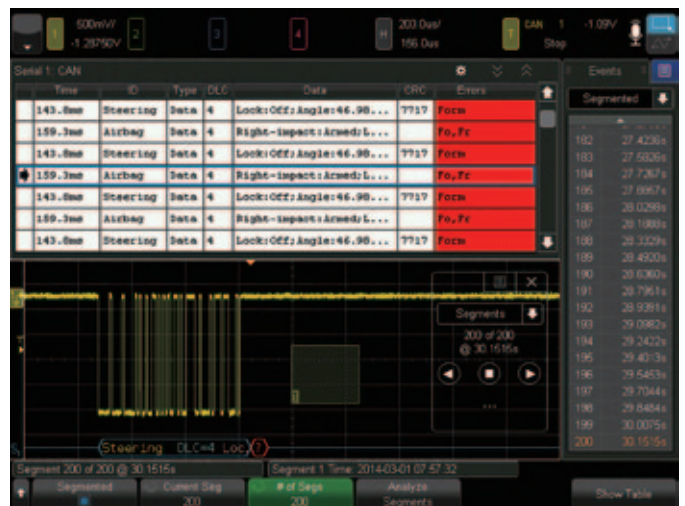 1 500mV/ 2 3 4 H 200.0us/ T CAN 1 -1.09V
-1.28750V 166.0us Stop
Serial 1: CAN
Time ID Type DLC Data CRC Errors
143.8ms Steering Data 4 Lock:Off;Angle:46.98... 7717 Form
159.3ms Airbag Data 4 Right-impact:Armed;L... Fo,Fr
143.8ms Steering Data 4 Lock:Off;Angle:46.98... 7717 Form
159.3ms Airbag Data 4 Right-impact:Armed;L... Fo,Fr
143.8ms Steering Data 4 Lock:Off;Angle:46.98... 7717 Form
159.3ms Airbag Data 4 Right-impact:Armed;L... Fo,Fr
143.8ms Steering Data 4 Lock:Off;Angle:46.98... 7717 Form
Events
Segmented
182 27.4236s
183 27.5826s
184 27.7267s
185 27.8857s
186 28.0298s
187 28.1888s
188 28.3329s
189 28.4920s
190 28.6360s
191 28.7951s
192 28.9391s
193 29.0982s
194 29.2422s
195 29.4013s
196 29.5453s
197 29.7044s
198 29.8484s
199 30.0075s
200 30.1515s
Segments
200 of 200
@ 30.1515s
...
T
1
S1 Steering DLC=4 Loc ?
Segment 200 of 200 @ 30.1515s Segment 1 Time: 2014-03-01 07:57:32
Segmented Current Seg # of Segs Analyze Show Table
200 200 Segments